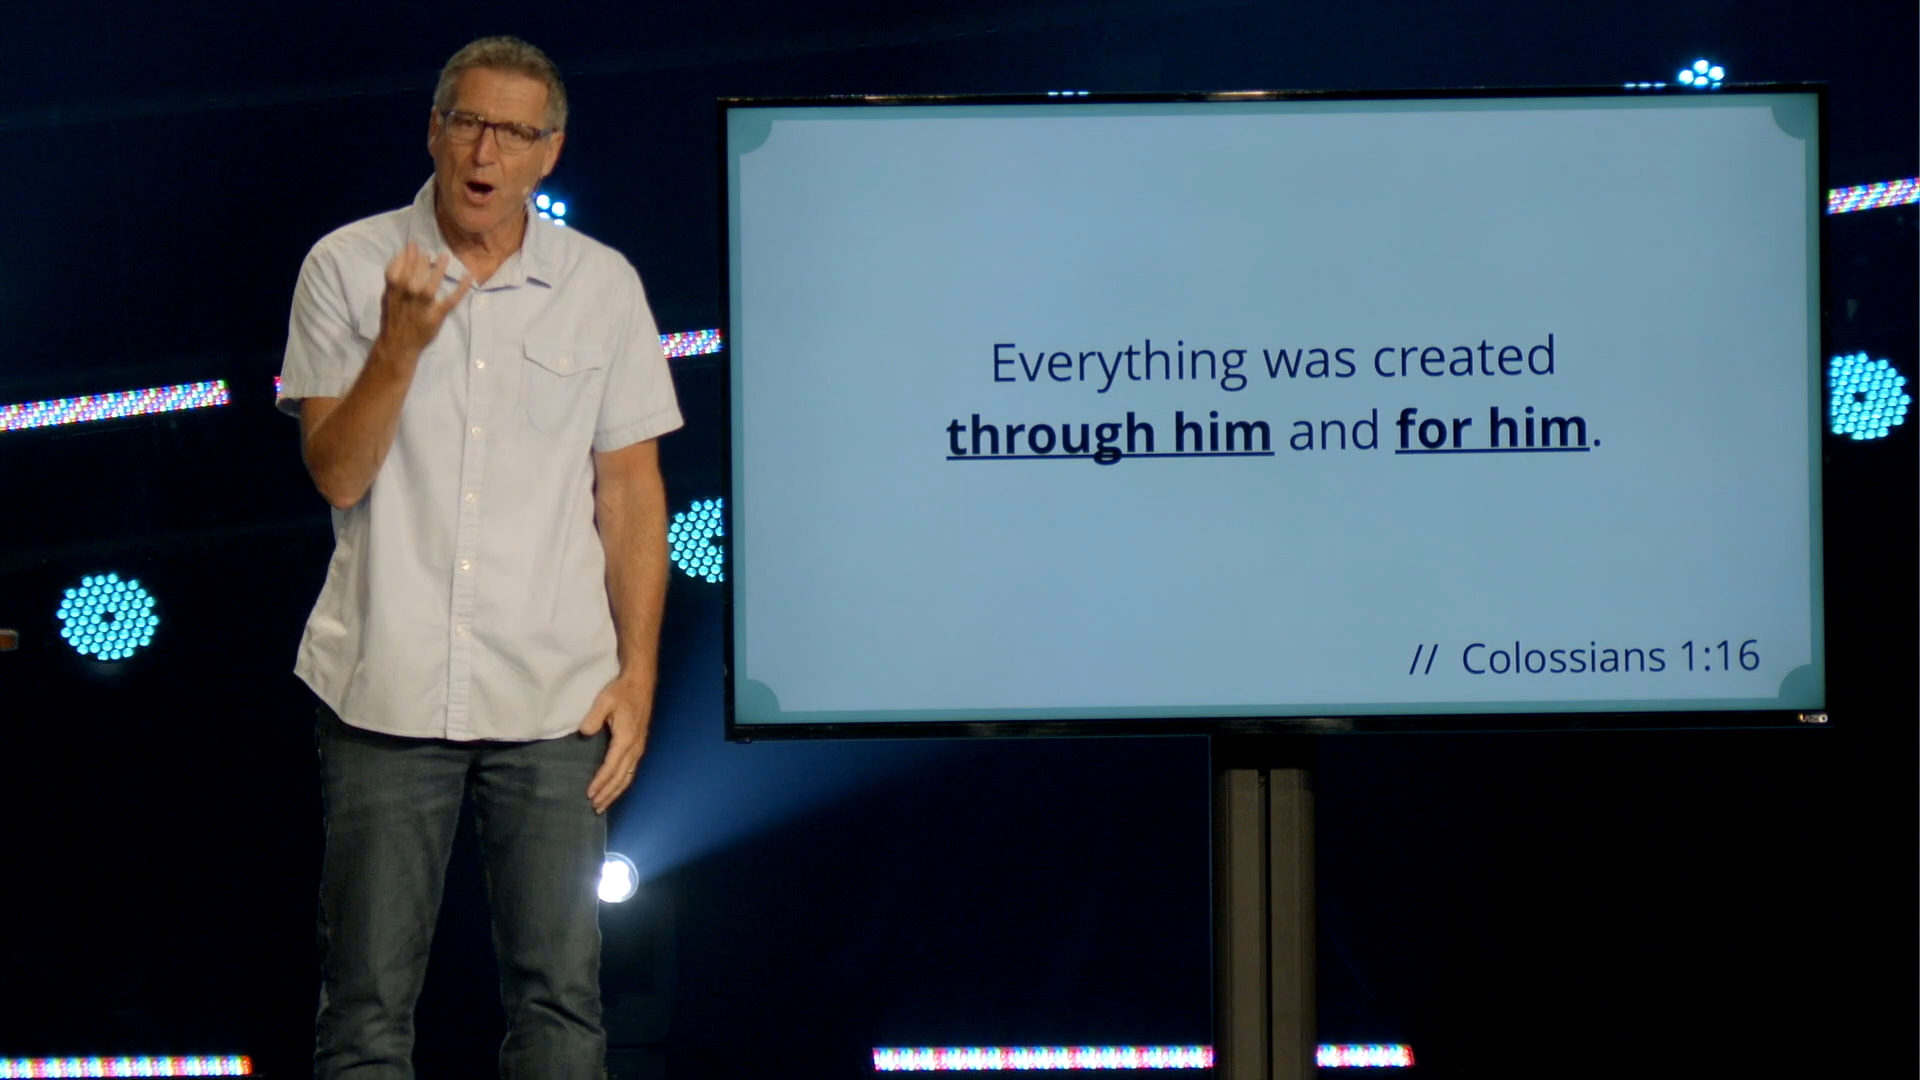 Everything was created
through him and for him.
// Colossians 1:16